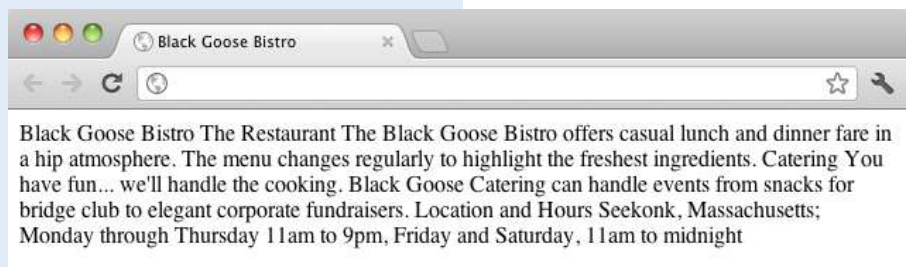 Black Goose Bistro
Black Goose Bistro The Restaurant The Black Goose Bistro offers casual lunch and dinner fare in
a hip atmosphere. The menu changes regularly to highlight the freshest ingredients. Catering You
have fun... we'll handle the cooking. Black Goose Catering can handle events from snacks for
bridge club to elegant corporate fundraisers. Location and Hours Seekonk, Massachusetts;
Monday through Thursday 11am to 9pm, Friday and Saturday, 11am to midnight